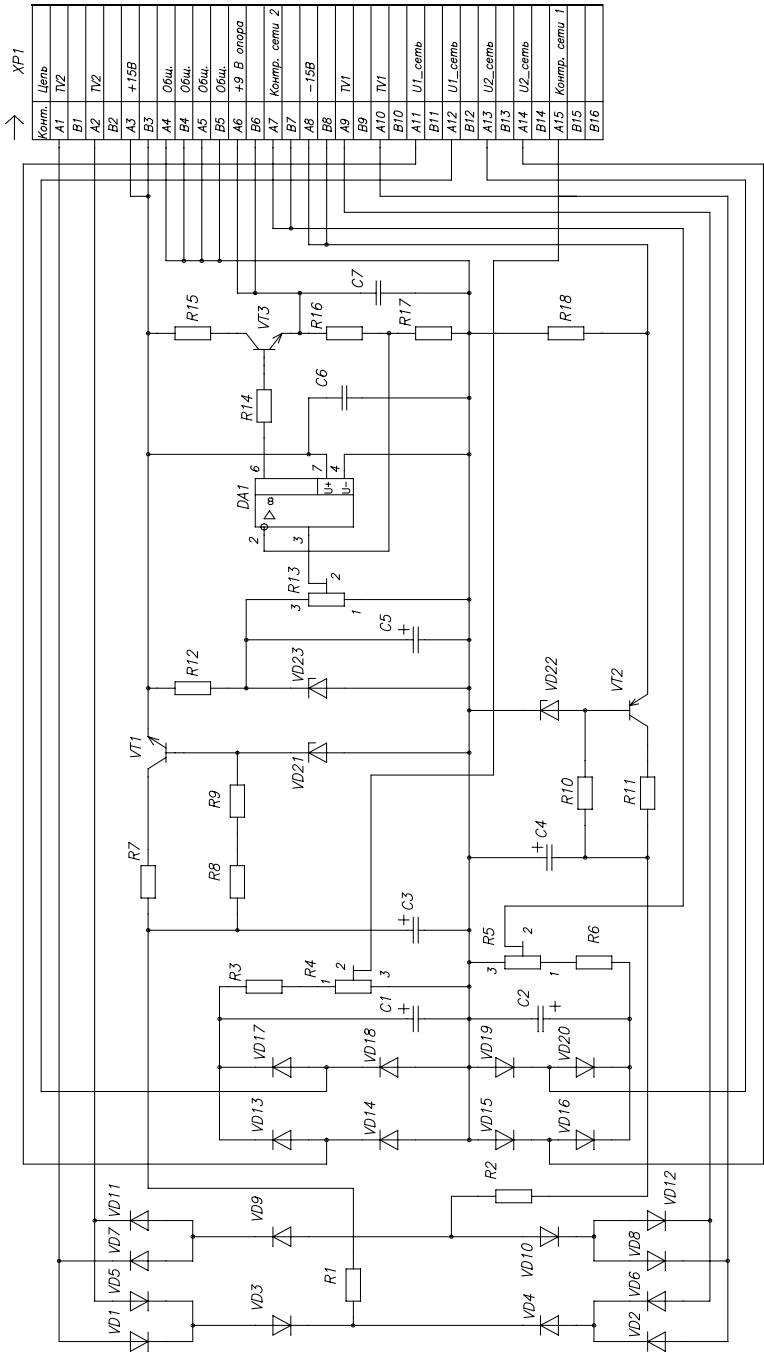 XP1
Конт. Цепь
A1 TV2
B1
A2 TV2
B2
A3 +15В
B3
A4 Общ.
B4 Общ.
A5 Общ.
B5 Общ.
A6 +9 В опора
B6
A7 Контр. сети 2
B7
A8 -15В
B8
A9 TV1
B9
A10 TV1
B10
A11 U1_сеть
B11
A12 U1_сеть
B12
A13 U2_сеть
B13
A14 U2_сеть
B14
A15 Контр. сети 1
B15
B16
R15
VT3
R16
C7
R17
R18
R14
C6
DA1
6
7
4
U+
U-
▷ ∞
2
3
R13
3
2
1
R12
C5
+
VD23
VD22
VT2
VT1
VD21
R9
R10
R11
R7
R8
C4
+
C3
+
R5
2
3
1
R6
R3
R4
1
2
3
C1
+
C2
+
VD17
VD18
VD19
VD20
VD13
VD14
VD15
VD16
R2
VD11
VD7
VD9
VD10
VD12
VD8
VD5
VD1
VD3
R1
VD4
VD6
VD2